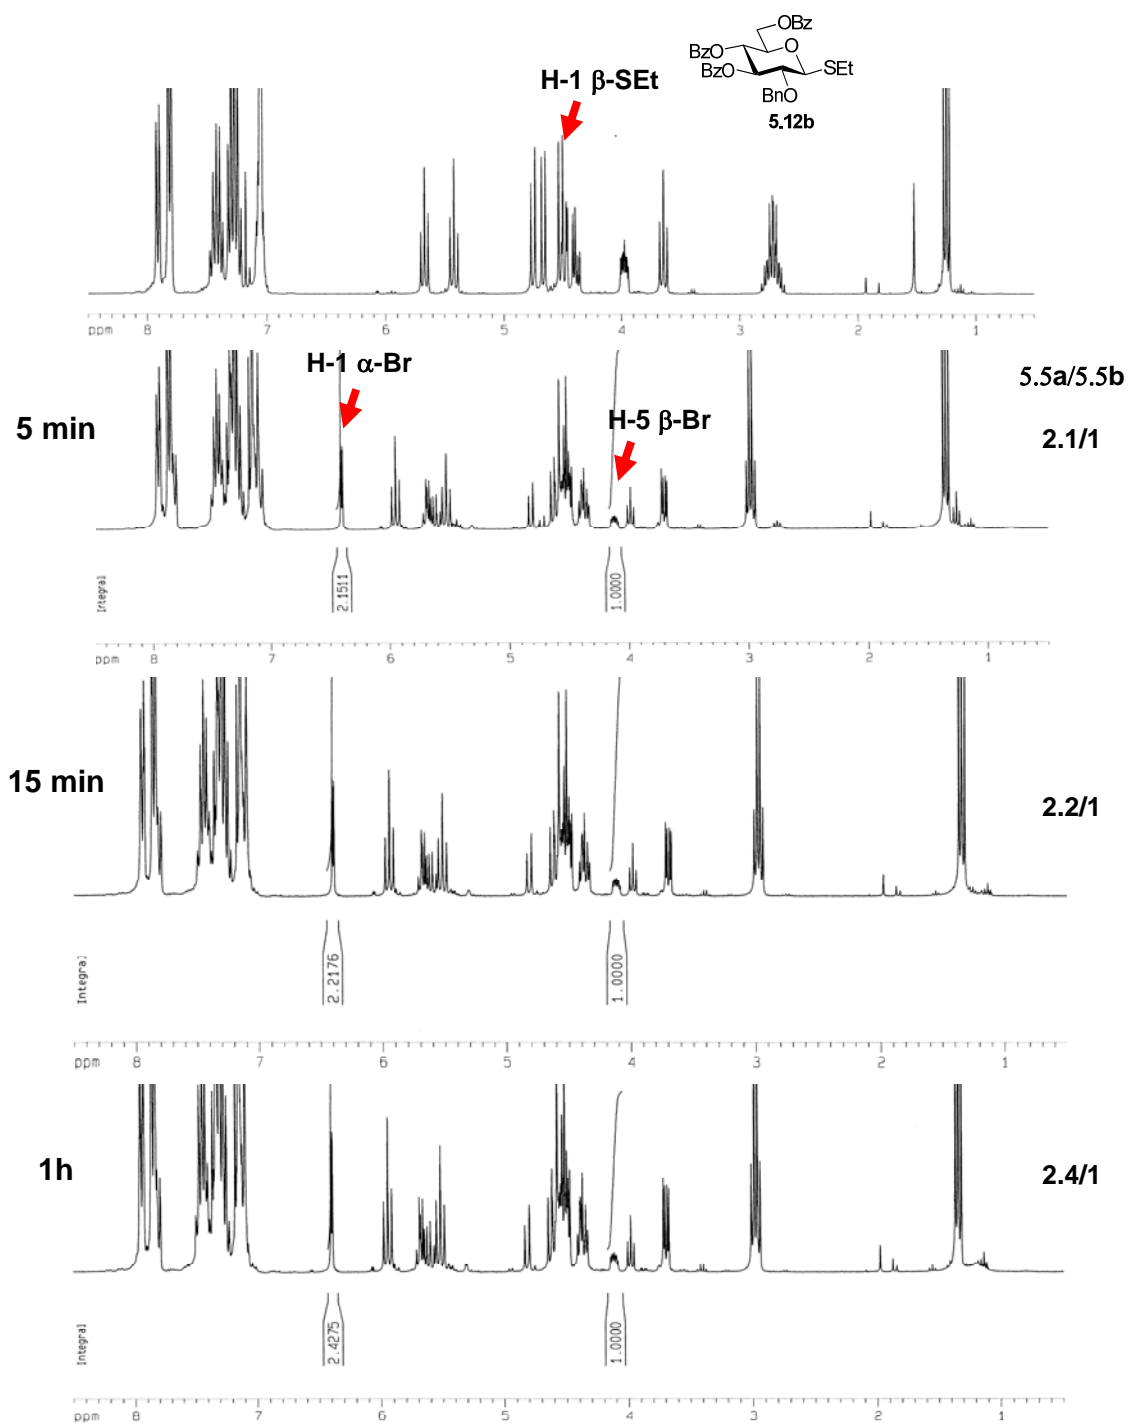 OBz
BzO
O
BzO
SEt
BnO
5.12b
H-1 β-SEt
ppm 8 7 6 5 4 3 2 1
H-1 α-Br
5.5a/5.5b
5 min
H-5 β-Br
2.1/1
Integral
2.1511
1.0000
ppm 8 7 6 5 4 3 2 1
15 min
2.2/1
Integral
2.2176
1.0000
ppm 8 7 6 5 4 3 2 1
1h
2.4/1
Integral
2.4275
1.0000
ppm 8 7 6 5 4 3 2 1